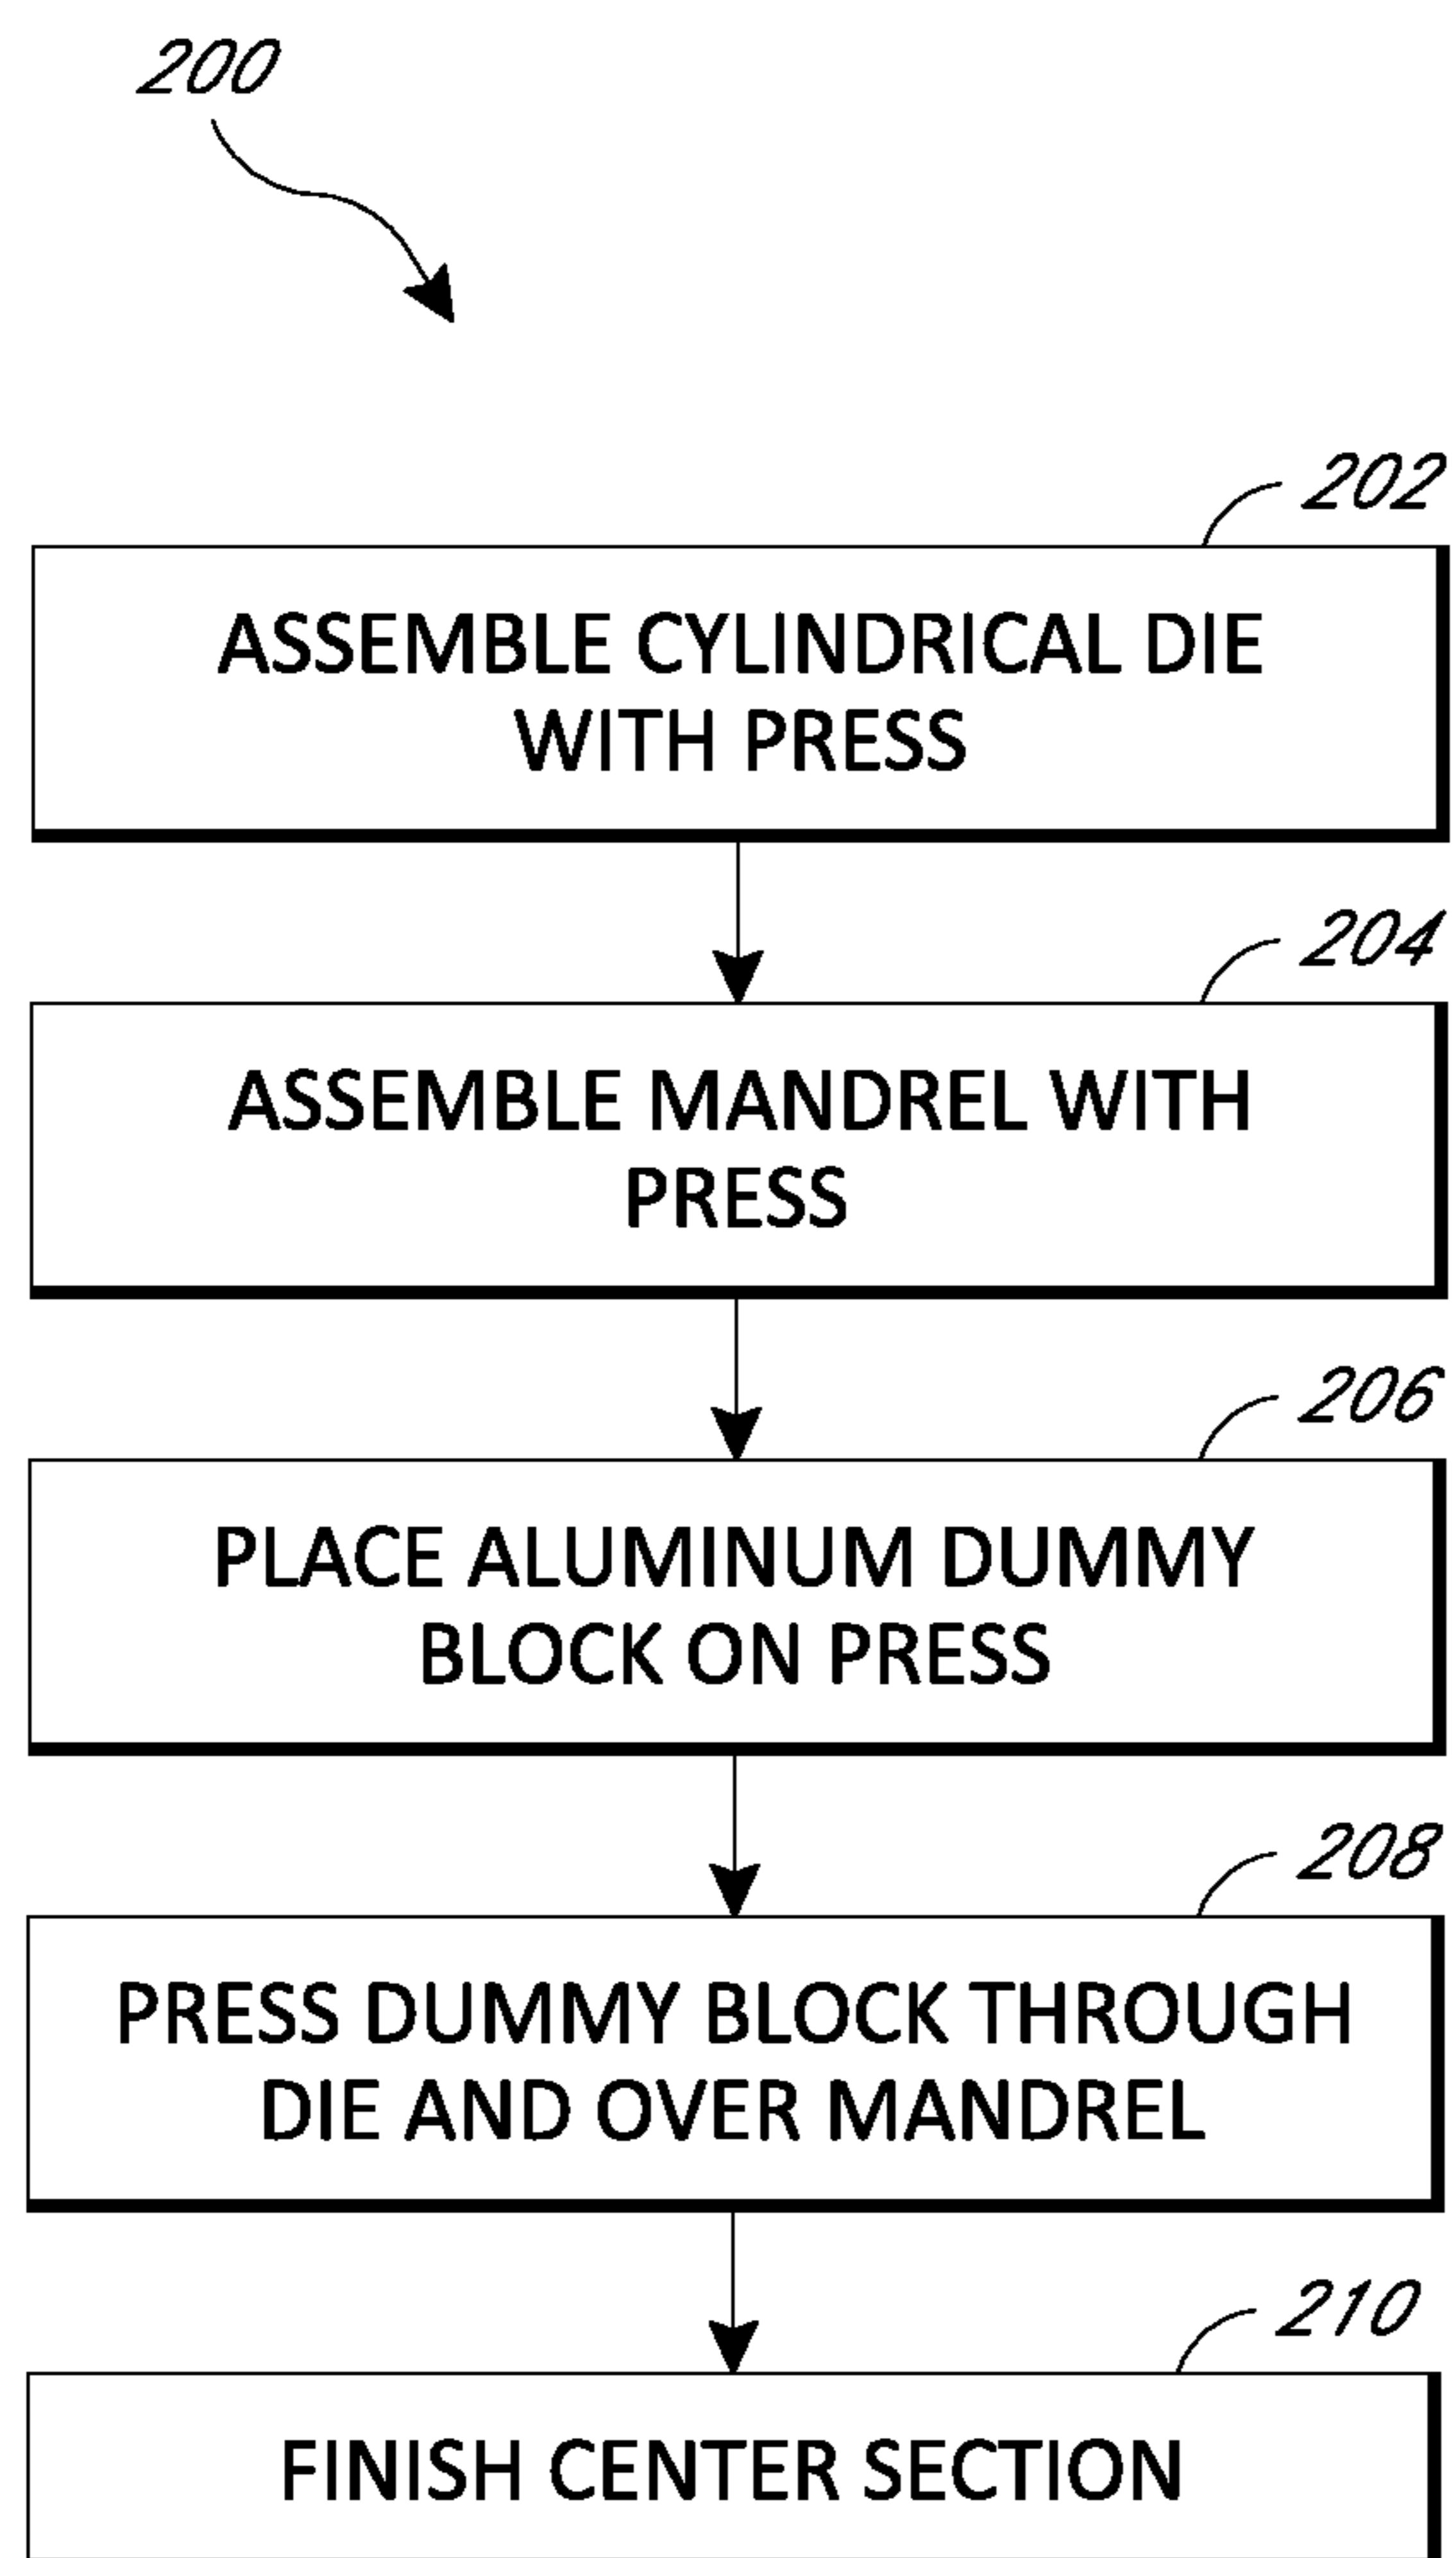 200
202
ASSEMBLE CYLINDRICAL DIE
WITH PRESS
204
ASSEMBLE MANDREL WITH
PRESS
206
PLACE ALUMINUM DUMMY
BLOCK ON PRESS
208
PRESS DUMMY BLOCK THROUGH
DIE AND OVER MANDREL
210
FINISH CENTER SECTION